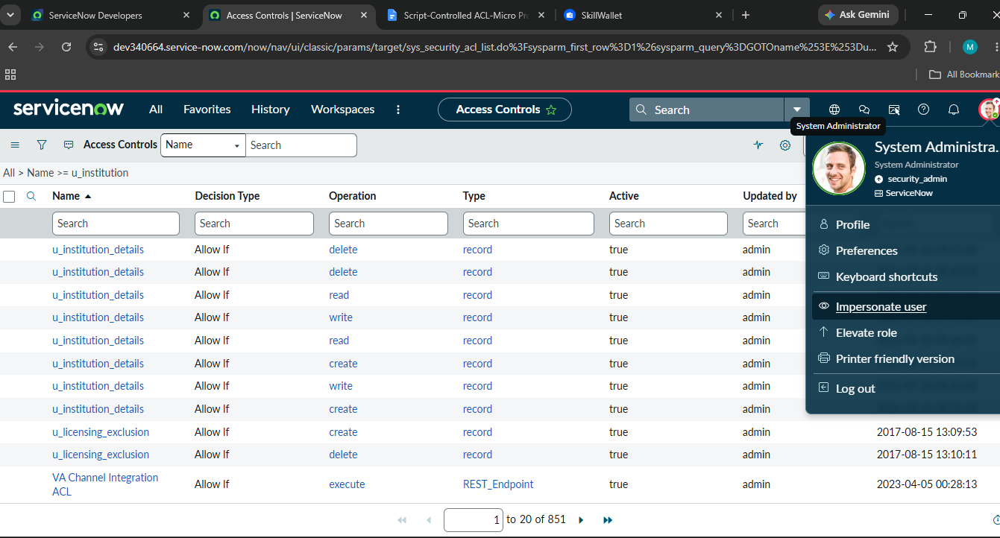 ServiceNow Developers
Access Controls | ServiceNow
Script-Controlled ACL-Micro Pr
SkillWallet
Ask Gemini
dev340664.service-now.com/now/nav/ui/classic/params/target/sys_security_acl_list.do%3Fsysparm_first_row%3D1%26sysparm_query%3DGOTOname%253E%253Du...
M
All Bookmark
servicenow All Favorites History Workspaces Access Controls Search
System Administrator
Access Controls Name Search
System Administra...
System Administrator
security_admin
ServiceNow
All > Name >= u_institution
Name Decision Type Operation Type Active Updated by
Search Search Search Search Search Search
u_institution_details Allow If delete record true admin
u_institution_details Allow If delete record true admin
u_institution_details Allow If read record true admin
u_institution_details Allow If write record true admin
u_institution_details Allow If read record true admin
u_institution_details Allow If create record true admin
u_institution_details Allow If write record true admin
u_institution_details Allow If create record true admin
u_licensing_exclusion Allow If create record true admin 2017-08-15 13:09:53
u_licensing_exclusion Allow If delete record true admin 2017-08-15 13:10:11
VA Channel Integration
ACL Allow If execute REST_Endpoint true admin 2023-04-05 00:28:13
Profile
Preferences
Keyboard shortcuts
Impersonate user
Elevate role
Printer friendly version
Log out
1 to 20 of 851